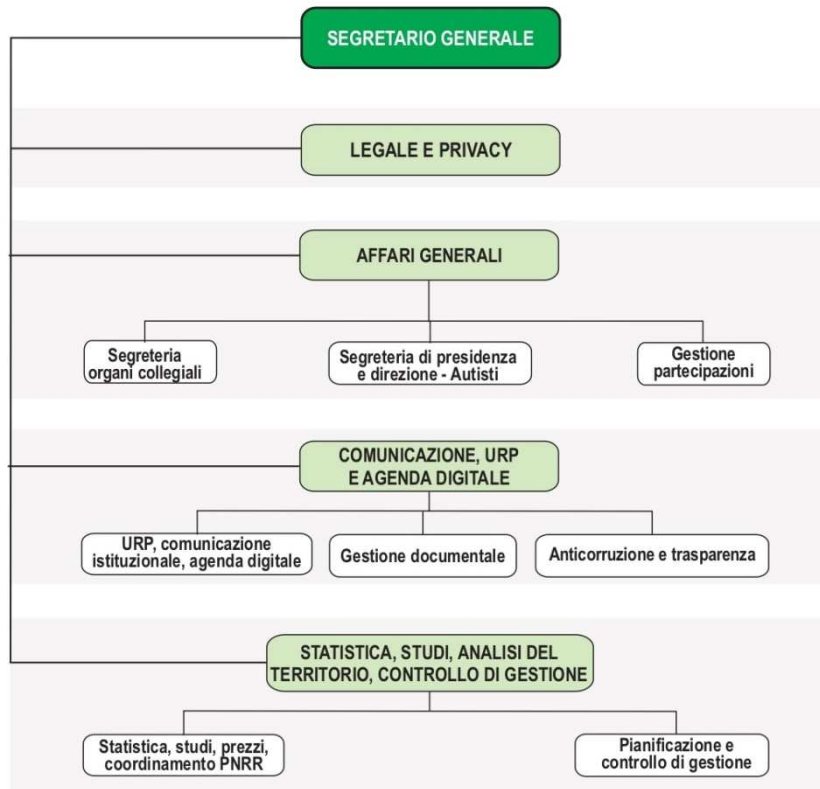 SEGRETARIO GENERALE
LEGALE E PRIVACY
AFFARI GENERALI
Segreteria
organi collegiali
Segreteria di presidenza
e direzione - Autisti
Gestione
partecipazioni
COMUNICAZIONE, URP
E AGENDA DIGITALE
URP, comunicazione
istituzionale, agenda digitale
Gestione documentale
Anticorruzione e trasparenza
STATISTICA, STUDI, ANALISI DEL
TERRITORIO, CONTROLLO DI GESTIONE
Statistica, studi, prezzi,
coordinamento PNRR
Pianificazione e
controllo di gestione